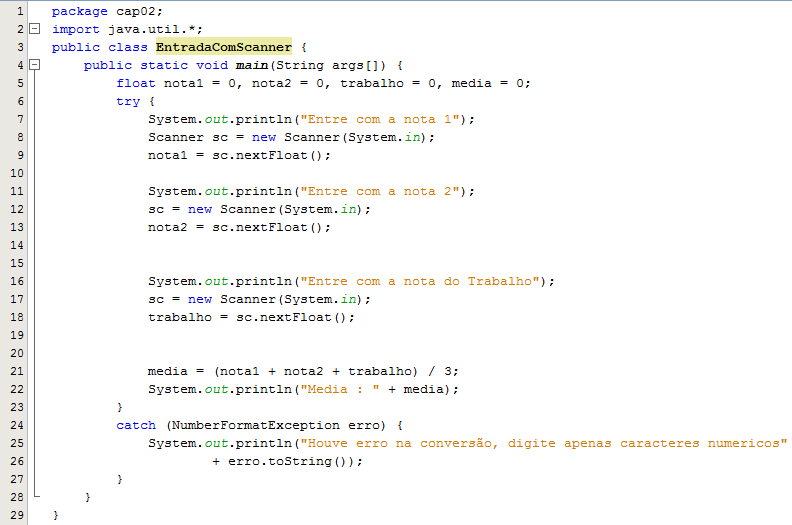 1 package cap02;
2 import java.util.*;
3 public class EntradaComScanner {
4 public static void main(String args[]) {
5 float nota1 = 0, nota2 = 0, trabalho = 0, media = 0;
6 try {
7 System.out.println("Entre com a nota 1");
8 Scanner sc = new Scanner(System.in);
9 nota1 = sc.nextFloat();
10
11 System.out.println("Entre com a nota 2");
12 sc = new Scanner(System.in);
13 nota2 = sc.nextFloat();
14
15
16 System.out.println("Entre com a nota do Trabalho");
17 sc = new Scanner(System.in);
18 trabalho = sc.nextFloat();
19
20
21 media = (nota1 + nota2 + trabalho) / 3;
22 System.out.println("Media : " + media);
23 }
24 catch (NumberFormatException erro) {
25 System.out.println("Houve erro na conversão, digite apenas caracteres numericos"
26 + erro.toString());
27 }
28 }
29 }